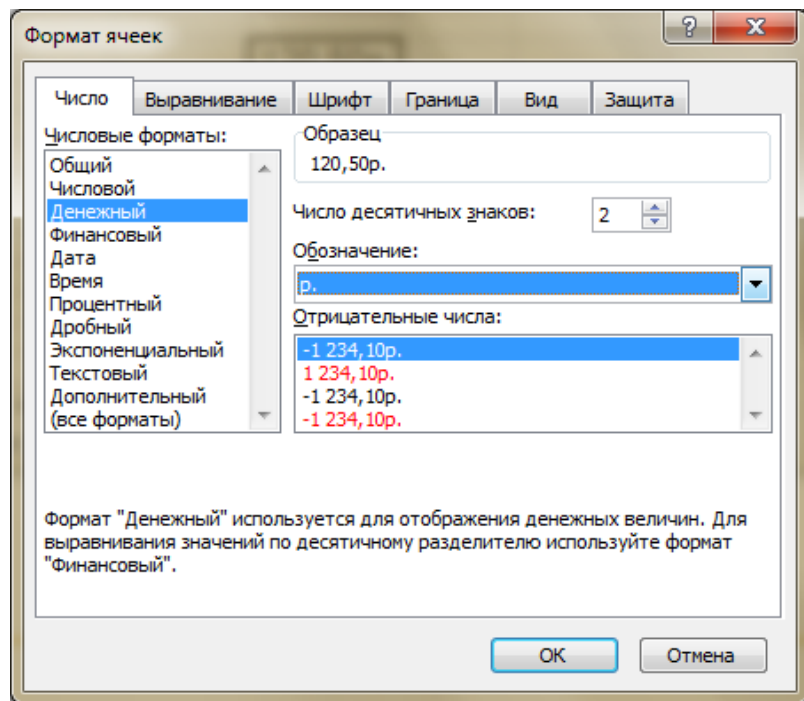 Формат ячеек
Число Выравнивание Шрифт Граница Вид Защита
Числовые форматы:
Общий
Числовой
Денежный
Финансовый
Дата
Время
Процентный
Дробный
Экспоненциальный
Текстовый
Дополнительный
(все форматы)
Образец
120,50р.
Число десятичных знаков: 2
Обозначение:
р.
Отрицательные числа:
-1 234,10р.
1 234,10р.
-1 234,10р.
-1 234,10р.
Формат "Денежный" используется для отображения денежных величин. Для
выравнивания значений по десятичному разделителю используйте формат
"Финансовый".
ОК Отмена